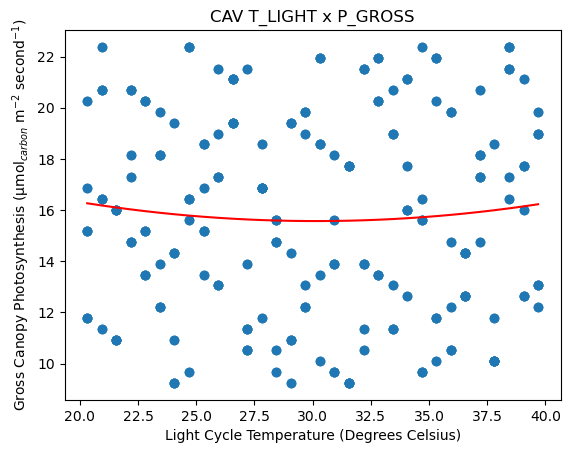 CAV T_LIGHT x P_GROSS
Gross Canopy Photosynthesis (µmol$_{carbon}$ m$^{-2}$ second$^{-1}$)
22
20
18
16
14
12
10
20.0 22.5 25.0 27.5 30.0 32.5 35.0 37.5 40.0
Light Cycle Temperature (Degrees Celsius)